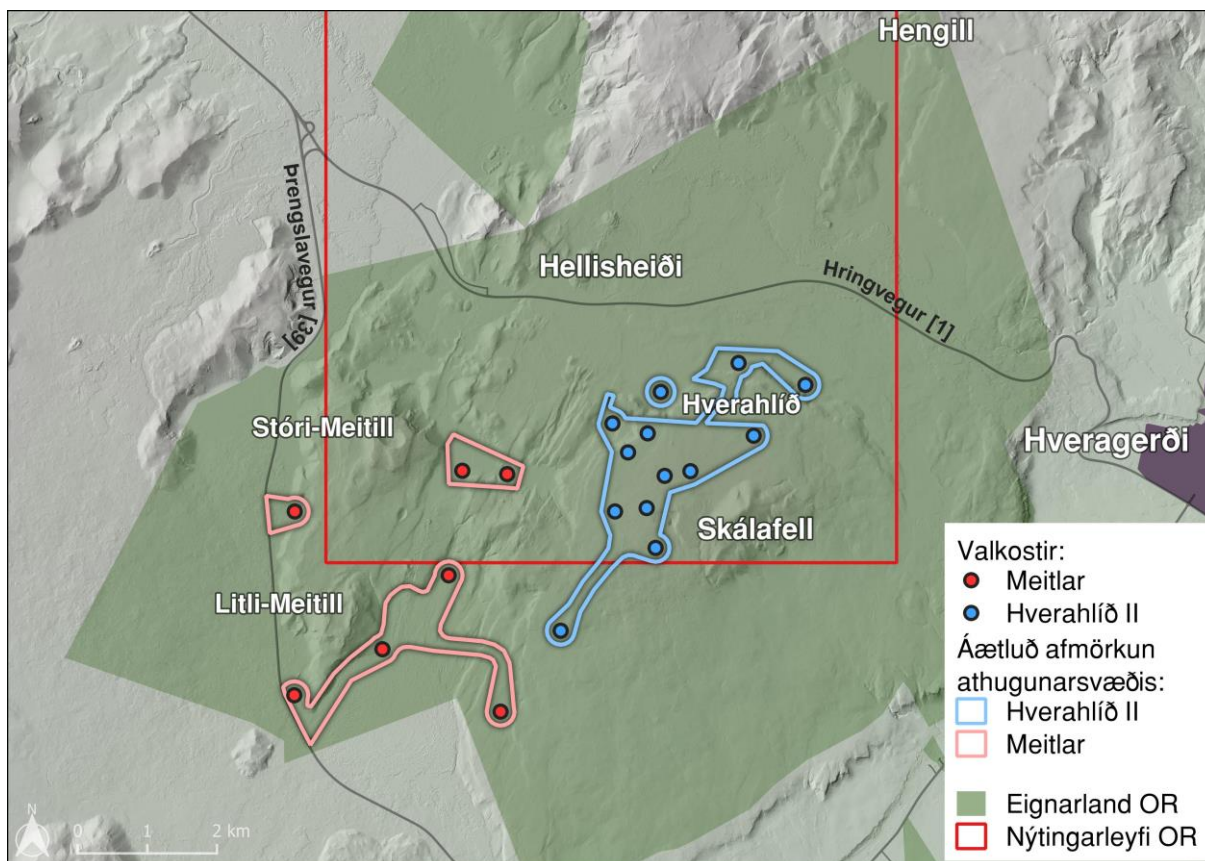 Hengill
Þrengslavegur [39]
Hellisheiði
Hringvegur [1]
Hverahlíð
Stóri-Meitill
Hveragerði
Skálafell
Litli-Meitill
Valkostir:
Meitlar
Hverahlíð II
Áætluð afmörkun
athugunarsvæðis:
Hverahlíð II
Meitlar
Eignarland OR
Nýtingarleyfi OR
N
0 1 2 km